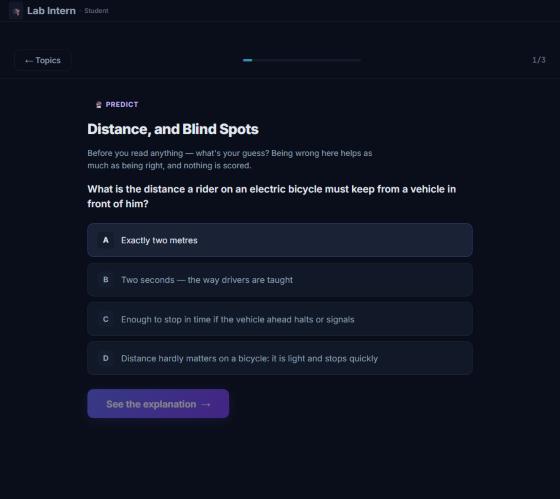 Lab Intern · Student
← Topics
1/3
PREDICT
Distance, and Blind Spots
Before you read anything — what's your guess? Being wrong here helps as
much as being right, and nothing is scored.
What is the distance a rider on an electric bicycle must keep from a vehicle in
front of him?
A Exactly two metres
B Two seconds — the way drivers are taught
C Enough to stop in time if the vehicle ahead halts or signals
D Distance hardly matters on a bicycle: it is light and stops quickly
See the explanation →